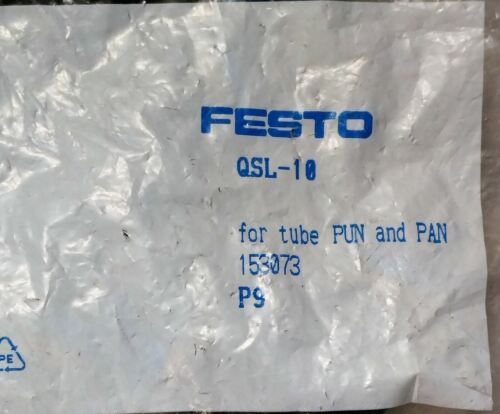 FESTO
QSL-10
for tube PUN and PAN
153073
P9
PE